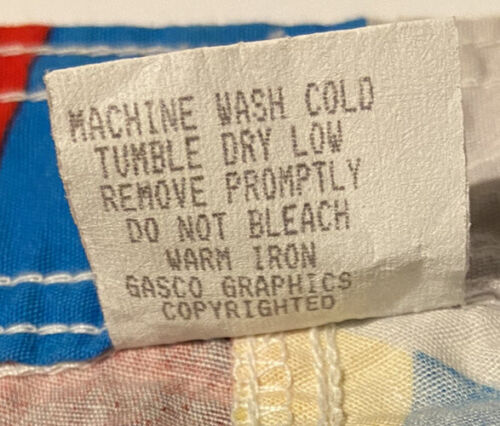 MACHINE WASH COLD
TUMBLE DRY LOW
REMOVE PROMPTLY
DO NOT BLEACH
WARM IRON
GASCO GRAPHICS
COPYRIGHTED